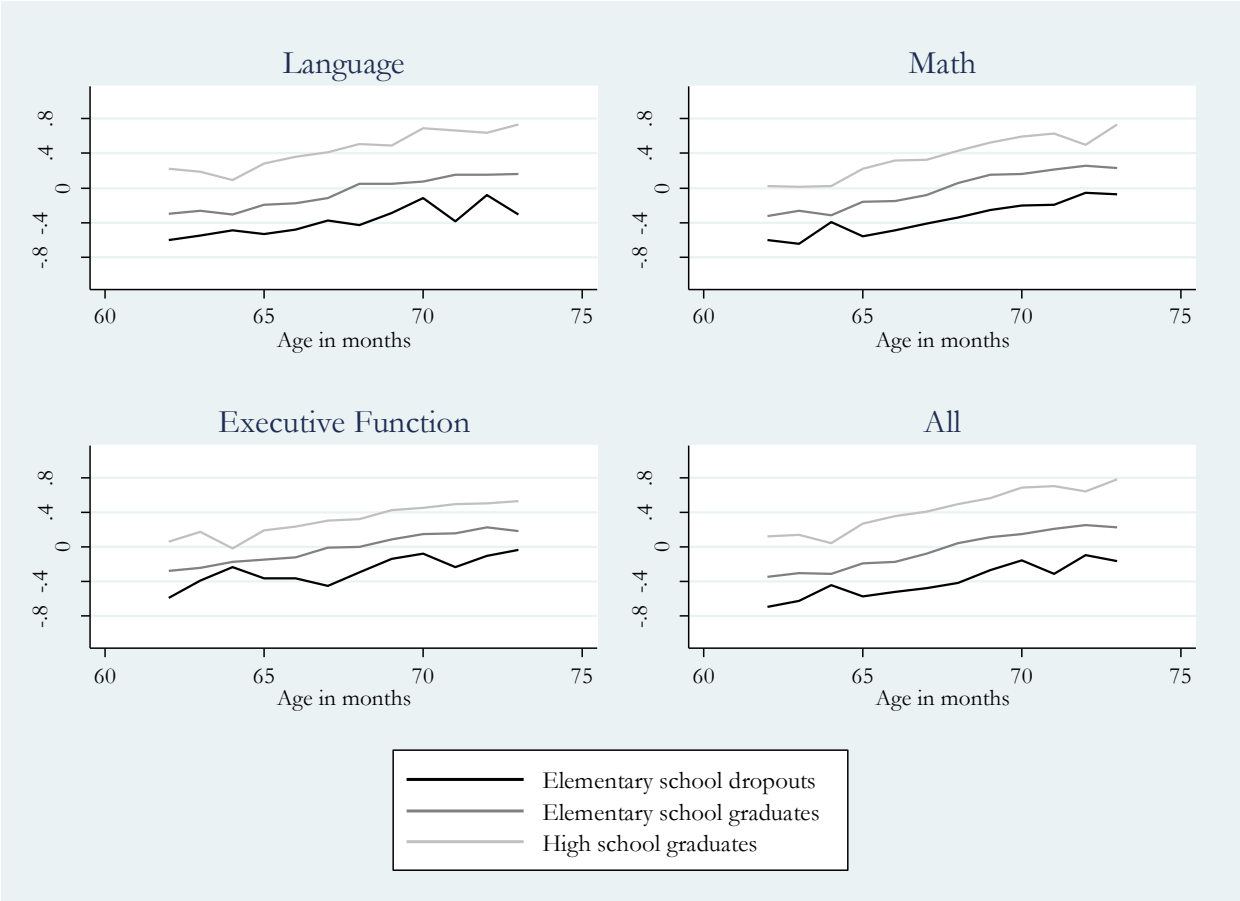 Language
.8
.4
0
-.4
-.8
60 65 70 75
Age in months
Math
.8
.4
0
-.4
-.8
60 65 70 75
Age in months
Executive Function
.8
.4
0
-.4
-.8
60 65 70 75
Age in months
All
.8
.4
0
-.4
-.8
60 65 70 75
Age in months
Elementary school dropouts
Elementary school graduates
High school graduates